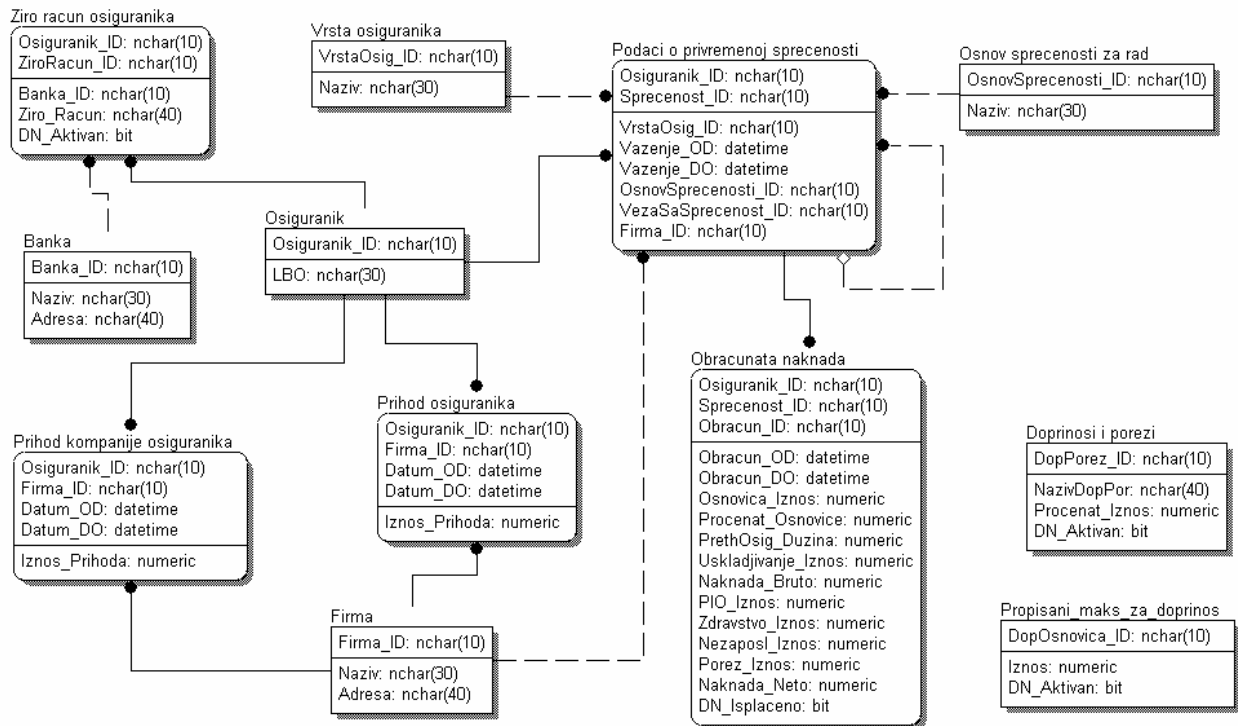 Ziro racun osiguranika
Osiguranik_ID: nchar(10)
ZiroRacun_ID: nchar(10)
Banka_ID: nchar(10)
Ziro_Racun: nchar(40)
DN_Aktivan: bit
Vrsta osiguranika
VrstaOsig_ID: nchar(10)
Naziv: nchar(30)
Podaci o privremenoj sprecenosti
Osiguranik_ID: nchar(10)
Sprecenost_ID: nchar(10)
VrstaOsig_ID: nchar(10)
Vazenje_OD: datetime
Vazenje_DO: datetime
OsnovSprecenosti_ID: nchar(10)
VezaSaSprecenost_ID: nchar(10)
Firma_ID: nchar(10)
Osnov sprecenosti za rad
OsnovSprecenosti_ID: nchar(10)
Naziv: nchar(30)
Banka
Banka_ID: nchar(10)
Naziv: nchar(30)
Adresa: nchar(40)
Osiguranik
Osiguranik_ID: nchar(10)
LBO: nchar(30)
Prihod kompanije osiguranika
Osiguranik_ID: nchar(10)
Firma_ID: nchar(10)
Datum_OD: datetime
Datum_DO: datetime
Iznos_Prihoda: numeric
Prihod osiguranika
Osiguranik_ID: nchar(10)
Firma_ID: nchar(10)
Datum_OD: datetime
Datum_DO: datetime
Iznos_Prihoda: numeric
Firma
Firma_ID: nchar(10)
Naziv: nchar(30)
Adresa: nchar(40)
Obracunata naknada
Osiguranik_ID: nchar(10)
Sprecenost_ID: nchar(10)
Obracun_ID: nchar(10)
Obracun_OD: datetime
Obracun_DO: datetime
Osnovica_Iznos: numeric
Procenat_Osnovice: numeric
PrethOsig_Duzina: numeric
Uskladjivanje_Iznos: numeric
Naknada_Bruto: numeric
PIO_Iznos: numeric
Zdravstvo_Iznos: numeric
Nezaposl_Iznos: numeric
Porez_Iznos: numeric
Naknada_Neto: numeric
DN_Isplaceno: bit
Doprinosi i porezi
DopPorez_ID: nchar(10)
NazivDopPor: nchar(40)
Procenat_Iznos: numeric
DN_Aktivan: bit
Propisani_maks_za_doprinos
DopOsnovica_ID: nchar(10)
Iznos: numeric
DN_Aktivan: bit